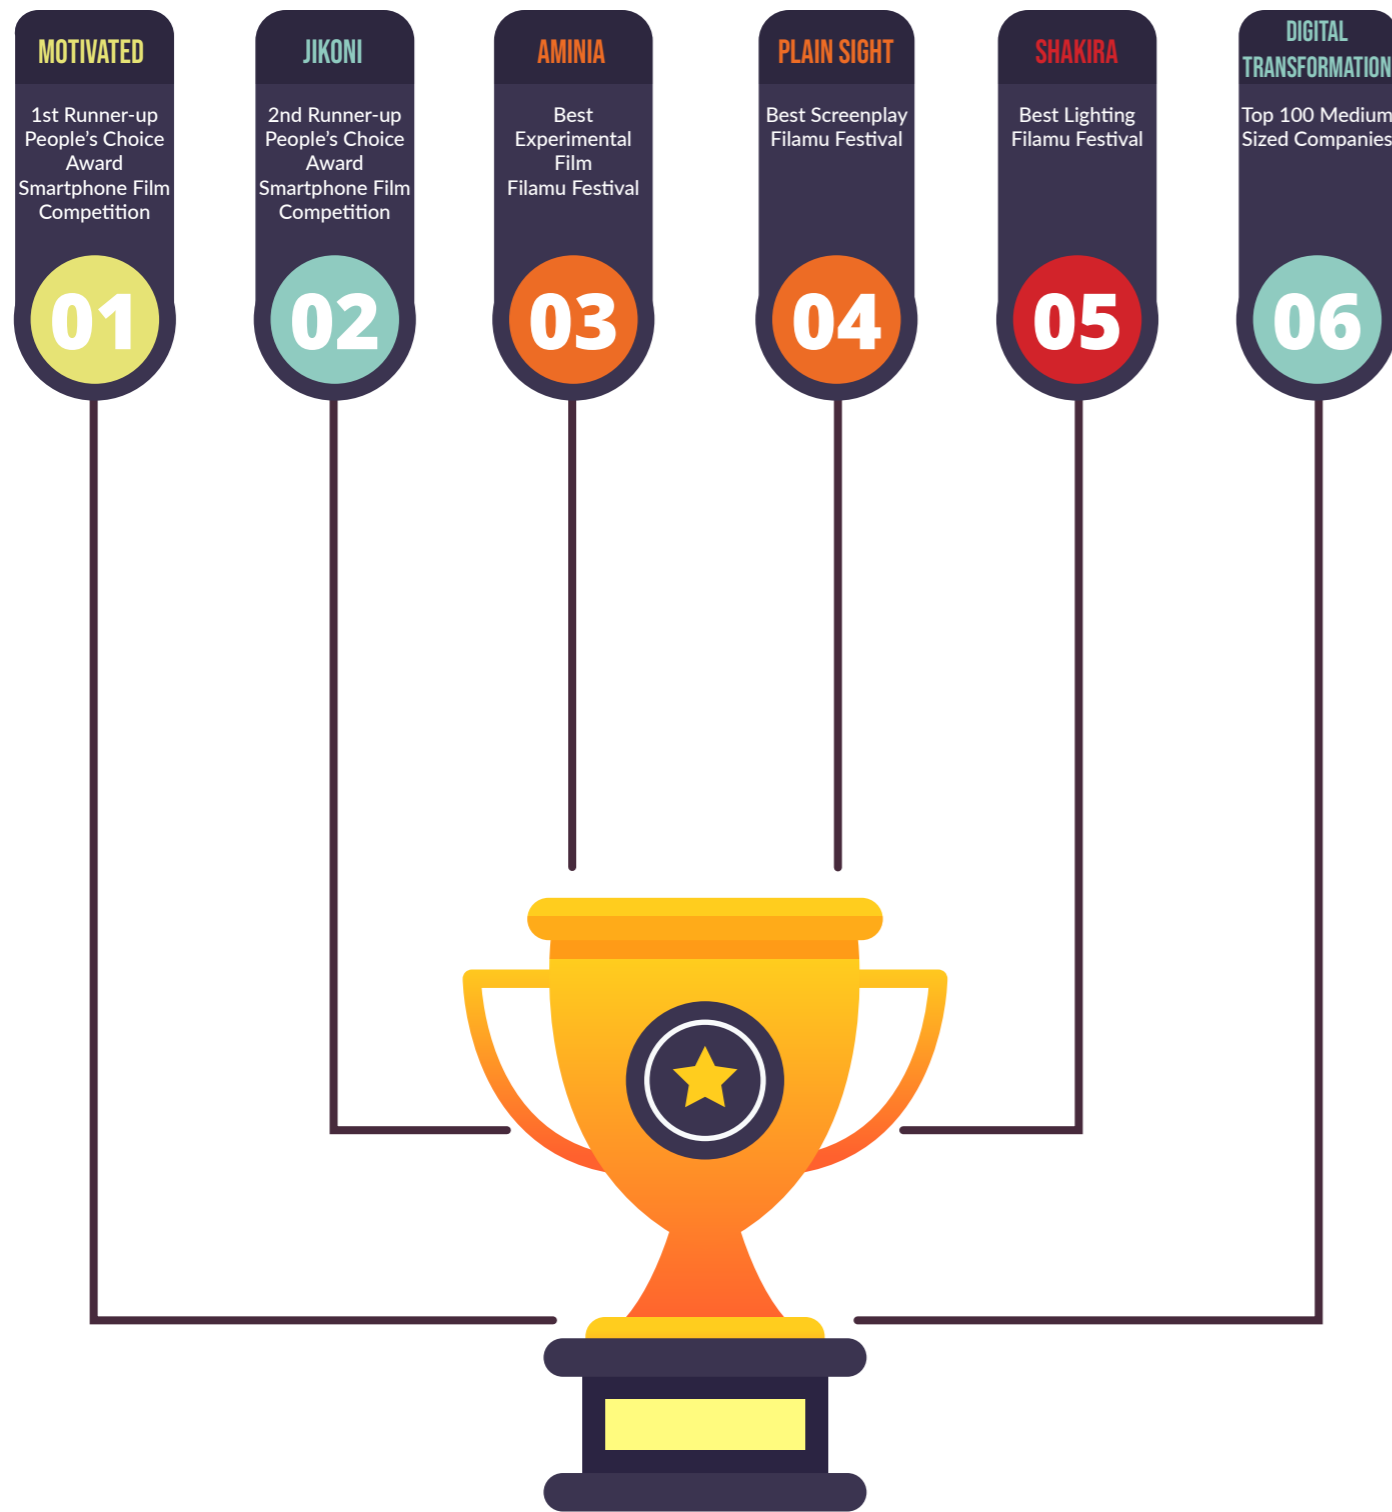 MOTIVATED
1st Runner-up
People’s Choice
Award
Smartphone Film
Competition
01
JIKONI
2nd Runner-up
People’s Choice
Award
Smartphone Film
Competition
02
AMINIA
Best
Experimental
Film
Filamu Festival
03
PLAIN SIGHT
Best Screenplay
Filamu Festival
04
SHAKIRA
Best Lighting
Filamu Festival
05
DIGITAL
TRANSFORMATION
Top 100 Medium
Sized Companies
06